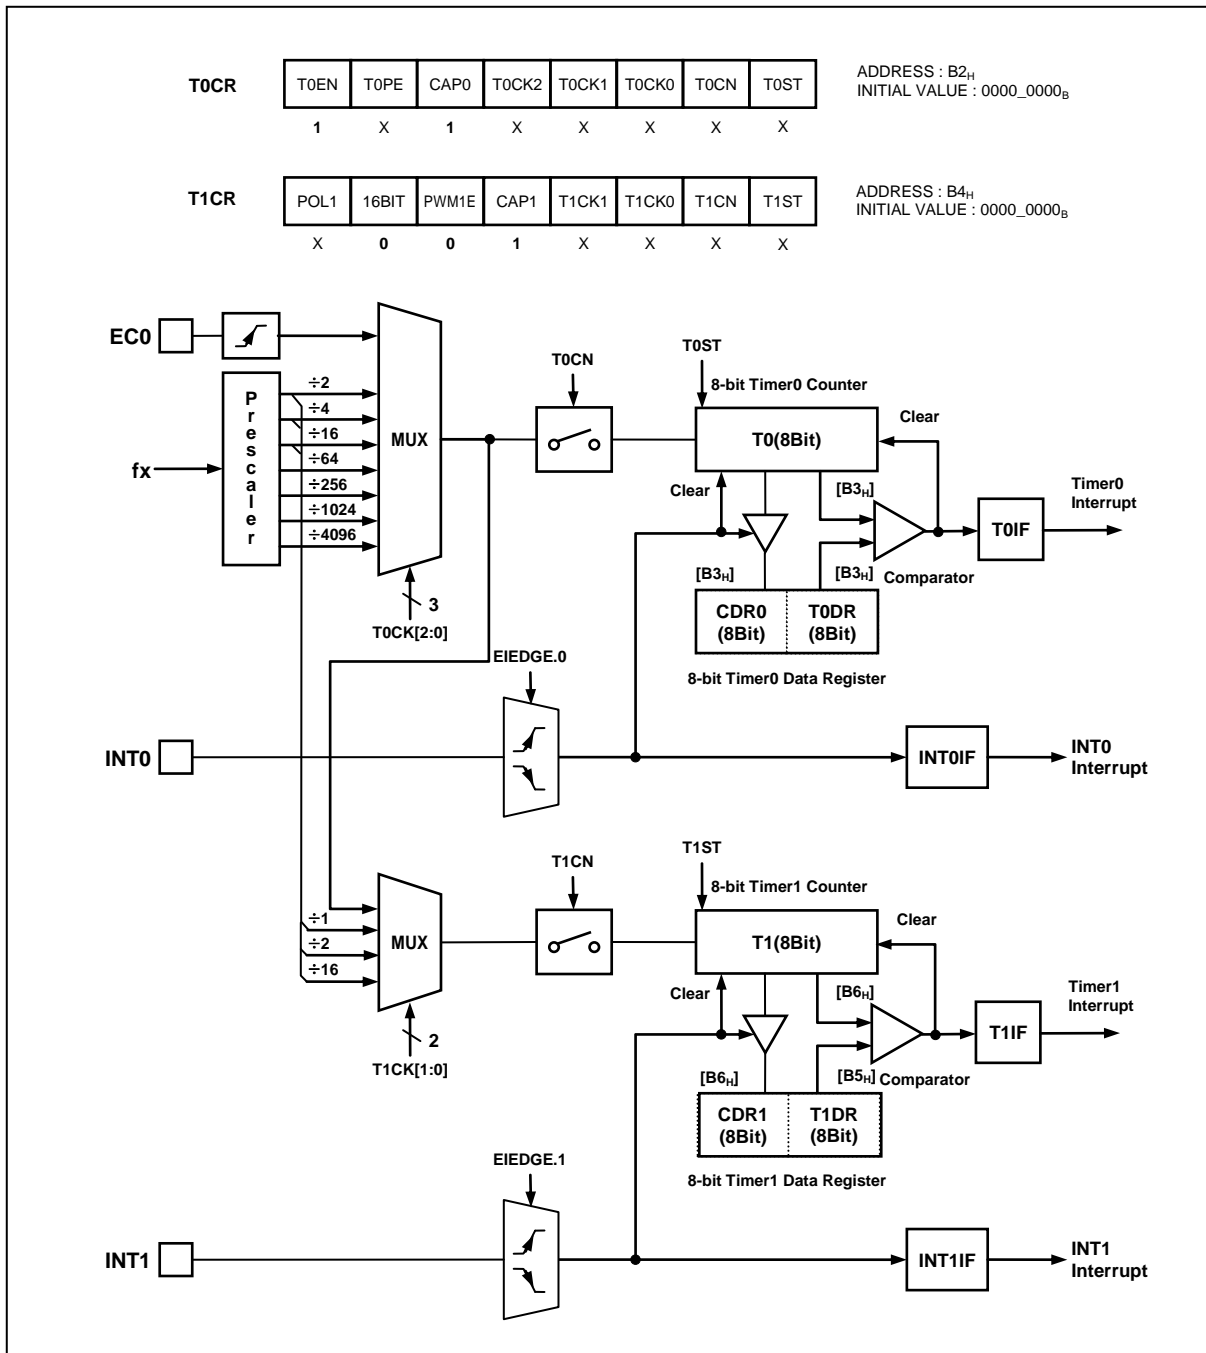 T0CR T0EN T0PE CAP0 T0CK2 T0CK1 T0CK0 T0CN T0ST
ADDRESS : B2H
INITIAL VALUE : 0000_0000B
1 X 1 X X X X X
T1CR POL1 16BIT PWM1E CAP1 T1CK1 T1CK0 T1CN T1ST
ADDRESS : B4H
INITIAL VALUE : 0000_0000B
X 0 0 1 X X X X
EC0
fx
Prescaler
÷2
÷4
÷16
÷64
÷256
÷1024
÷4096
MUX
3
T0CK[2:0]
T0CN
T0ST
8-bit Timer0 Counter
T0(8Bit)
Clear
Clear
[B3H]
[B3H]
[B3H]
Comparator
T0IF
Timer0
Interrupt
CDR0
(8Bit)
T0DR
(8Bit)
8-bit Timer0 Data Register
EIEDGE.0
INT0
INT0IF
INT0
Interrupt
÷1
÷2
÷16
MUX
2
T1CK[1:0]
T1CN
T1ST
8-bit Timer1 Counter
T1(8Bit)
Clear
Clear
[B6H]
[B6H]
[B5H]
Comparator
T1IF
Timer1
Interrupt
CDR1
(8Bit)
T1DR
(8Bit)
8-bit Timer1 Data Register
EIEDGE.1
INT1
INT1IF
INT1
Interrupt